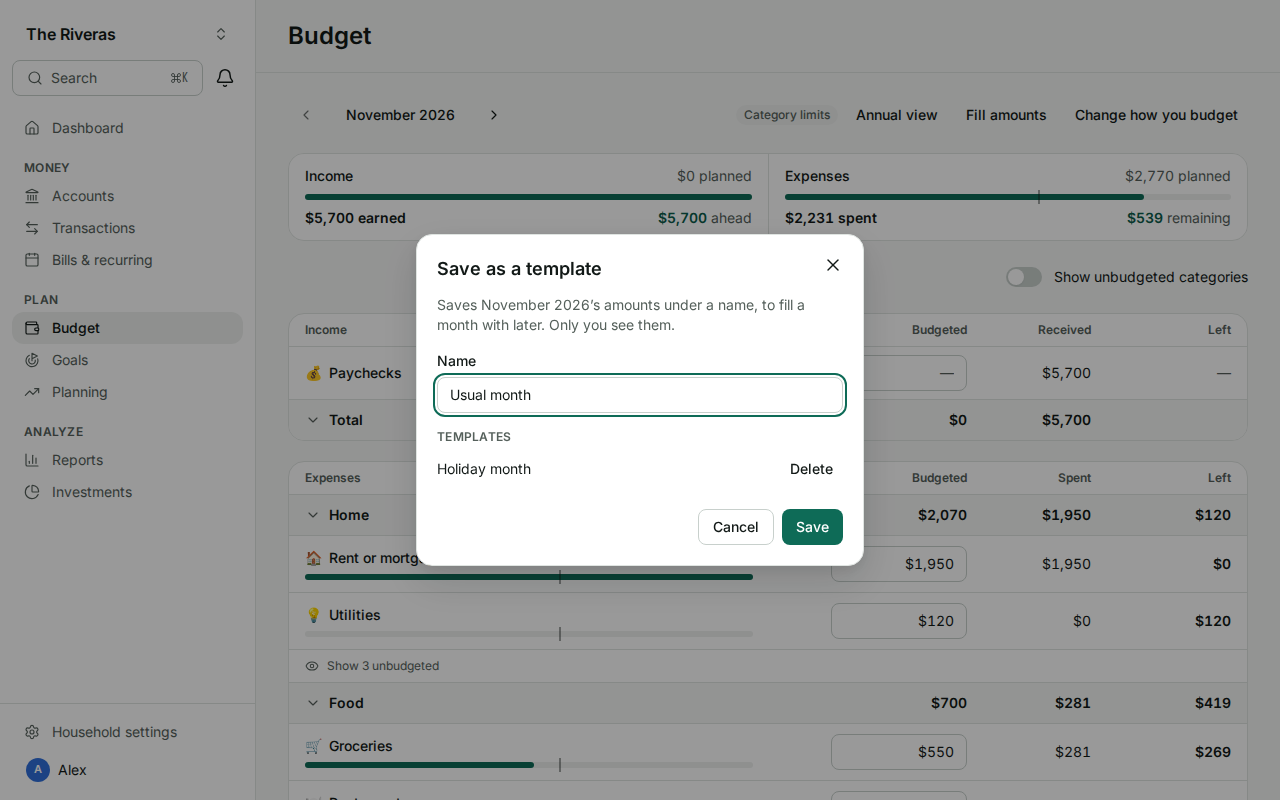 The Riveras
Search ⌘K
Dashboard
MONEY
Accounts
Transactions
Bills & recurring
PLAN
Budget
Goals
Planning
ANALYZE
Reports
Investments
Household settings
A Alex
Budget
November 2026
Category limits Annual view Fill amounts Change how you budget
Income $0 planned
$5,700 earned $5,700 ahead
Expenses $2,770 planned
$2,231 spent $539 remaining
Show unbudgeted categories
Income Budgeted Received Left
Paychecks — $5,700 —
Total $0 $5,700
Expenses Budgeted Spent Left
Home $2,070 $1,950 $120
Rent or mortg $1,950 $1,950 $0
Utilities $120 $0 $120
Show 3 unbudgeted
Food $700 $281 $419
Groceries $550 $281 $269
Save as a template
Saves November 2026’s amounts under a name, to fill a
month with later. Only you see them.
Name
Usual month
TEMPLATES
Holiday month Delete
Cancel Save